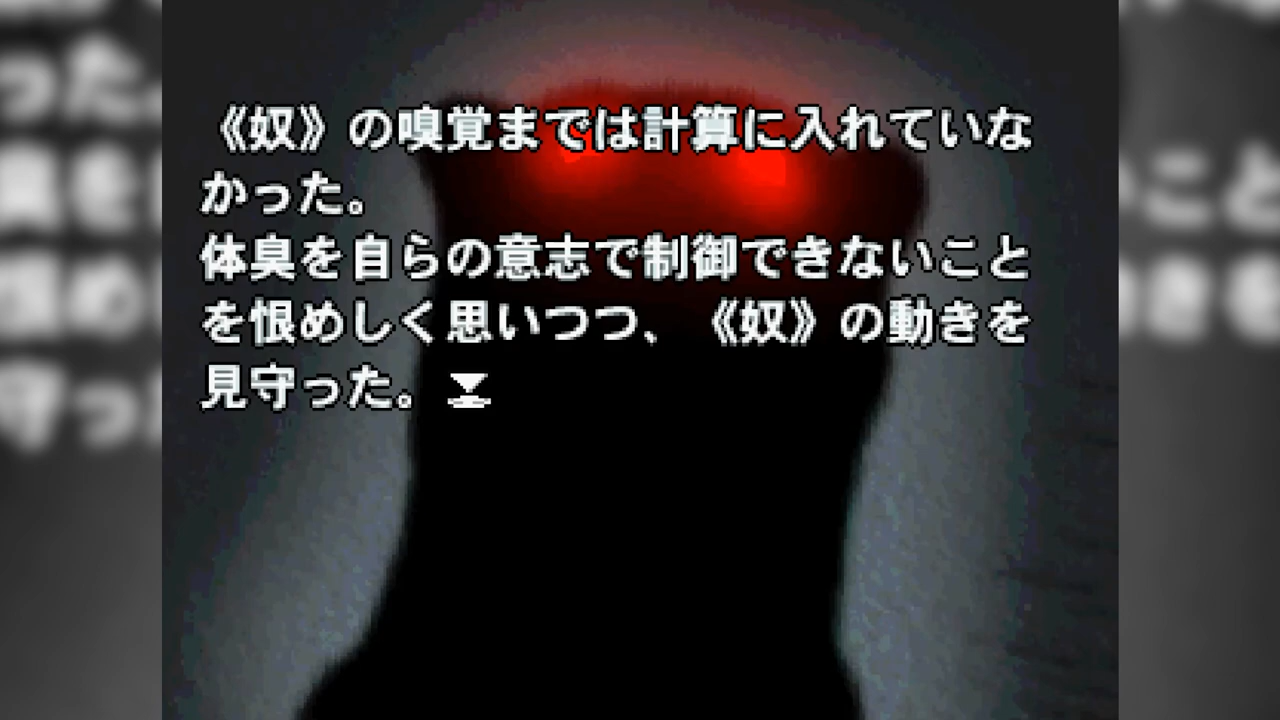 《奴》の嗅覚までは計算に入れていな
かった。
体臭を自らの意志で制御できないこと
を恨めしく思いつつ、《奴》の動きを
見守った。